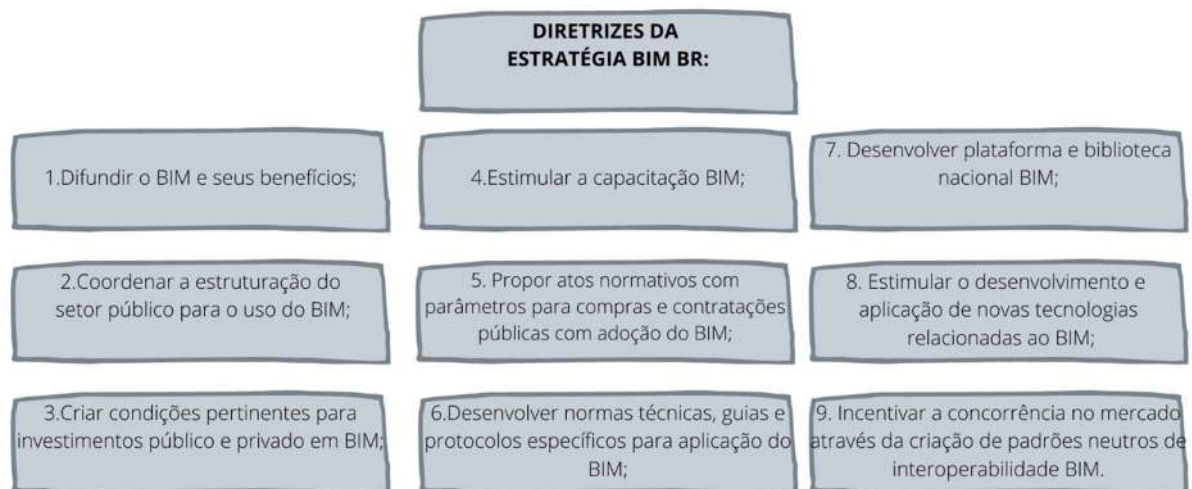 DIRETRIZES DA
ESTRATÉGIA BIM BR:
1.Difundir o BIM e seus benefícios;
2.Coordenar a estruturação do
setor público para o uso do BIM;
3.Criar condições pertinentes para
investimentos público e privado em BIM;
4.Estimular a capacitação BIM;
5. Propor atos normativos com
parâmetros para compras e contratações
públicas com adoção do BIM;
6.Desenvolver normas técnicas, guias e
protocolos específicos para aplicação do
BIM;
7. Desenvolver plataforma e biblioteca
nacional BIM;
8. Estimular o desenvolvimento e
aplicação de novas tecnologias
relacionadas ao BIM;
9. Incentivar a concorrência no mercado
através da criação de padrões neutros de
interoperabilidade BIM.